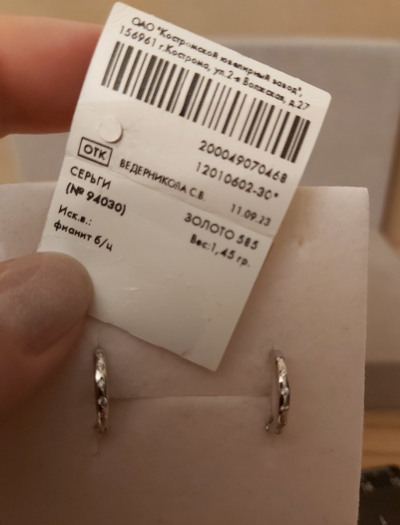 ОАО "Костромской ювелирный завод",
156961 г.Кострома, ул.2-я Волжская, д.27
200049070468
12010602-30*
ОТК ВЕДЕРНИКОЛА С.В. 11.09.23
СЕРЬГИ
(№ 94030)
ЗОЛОТО 585
Вес:1,45 гр.
Иск.в.:
фианит б/ц